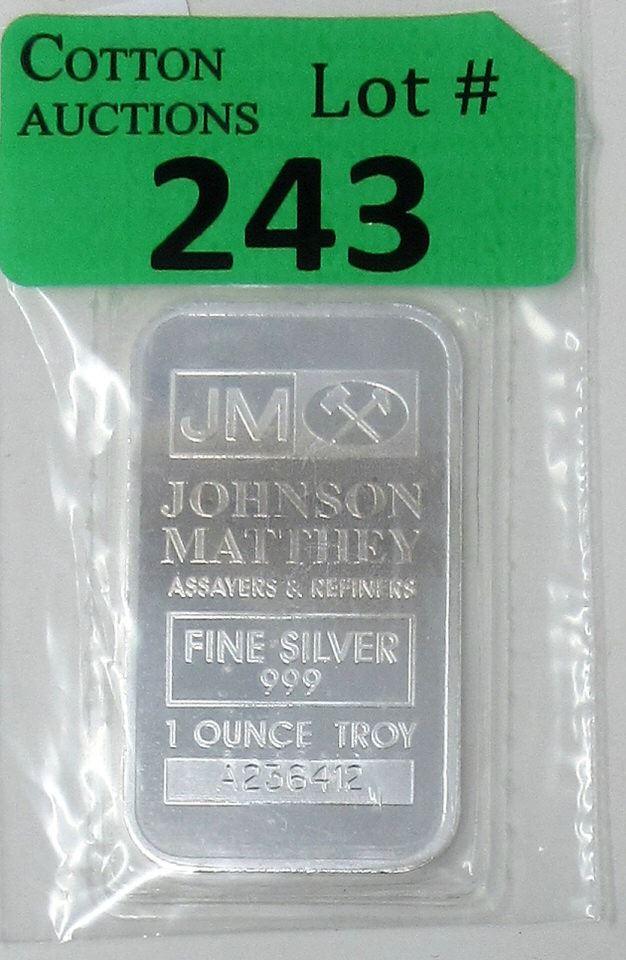 COTTON
AUCTIONS
Lot #
243
JM
JOHNSON
MATTHEY
ASSAYERS & REFINERS
FINE SILVER
999
1 OUNCE TROY
A236412